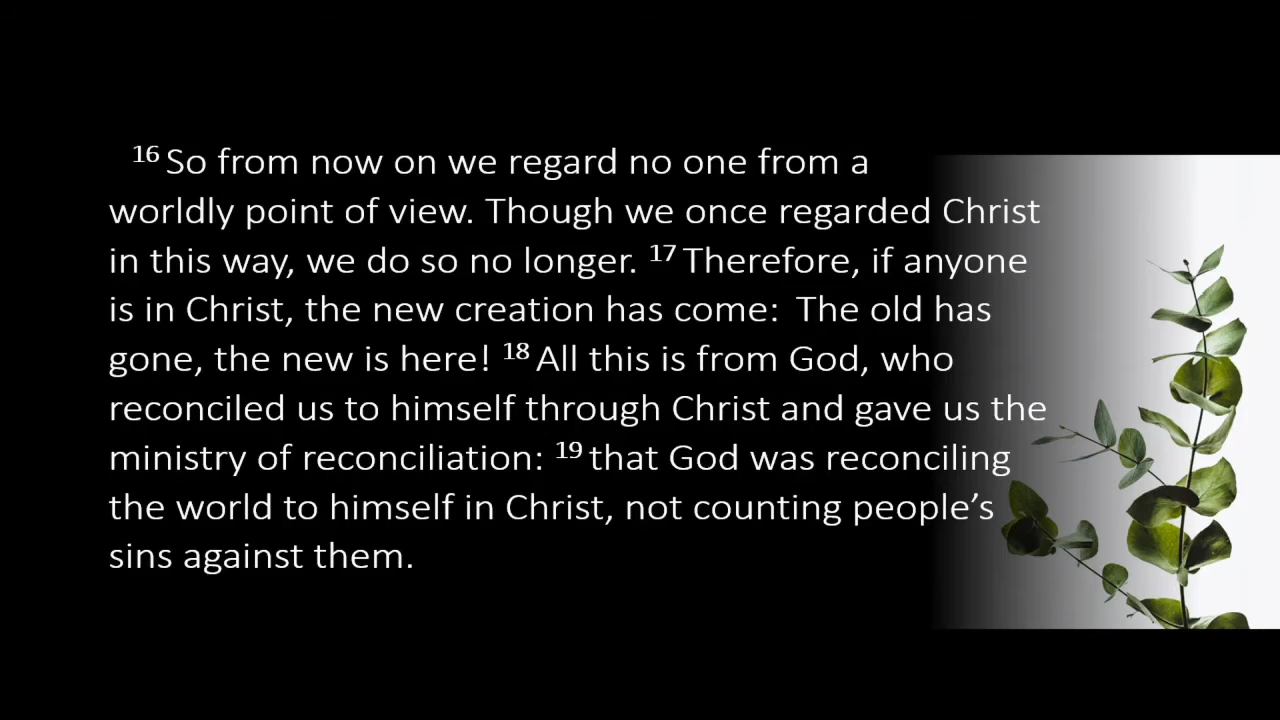 16 So from now on we regard no one from a
worldly point of view. Though we once regarded Christ
in this way, we do so no longer. 17 Therefore, if anyone
is in Christ, the new creation has come:  The old has
gone, the new is here! 18 All this is from God, who
reconciled us to himself through Christ and gave us the
ministry of reconciliation: 19 that God was reconciling
the world to himself in Christ, not counting people’s
sins against them.